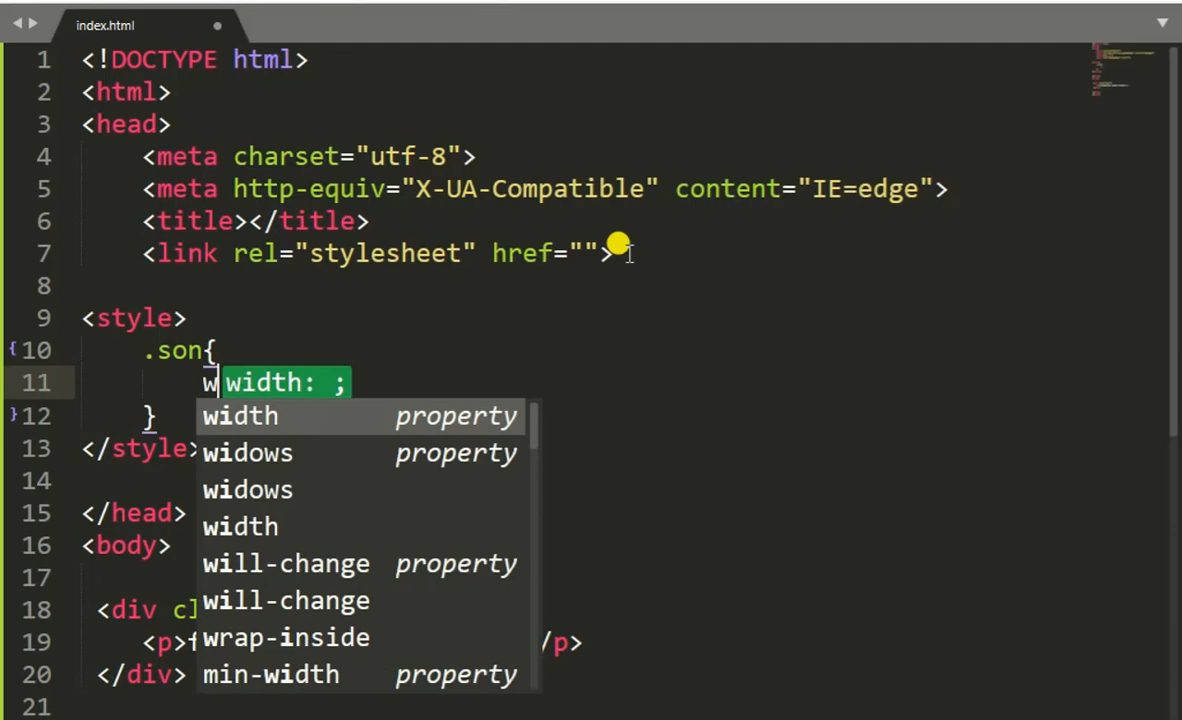 index.html
1 <!DOCTYPE html>
2 <html>
3 <head>
4 <meta charset="utf-8">
5 <meta http-equiv="X-UA-Compatible" content="IE=edge">
6 <title></title>
7 <link rel="stylesheet" href="">
8
9 <style>
{ 10 .son{
11 w width: ;
} 12 }
width property
13 </style>
widows property
14
widows
15 </head>
width
16 <body>
will-change property
17
will-change
18 <div cl
wrap-inside
19 <p>f /p>
min-width property
20 </div>
21